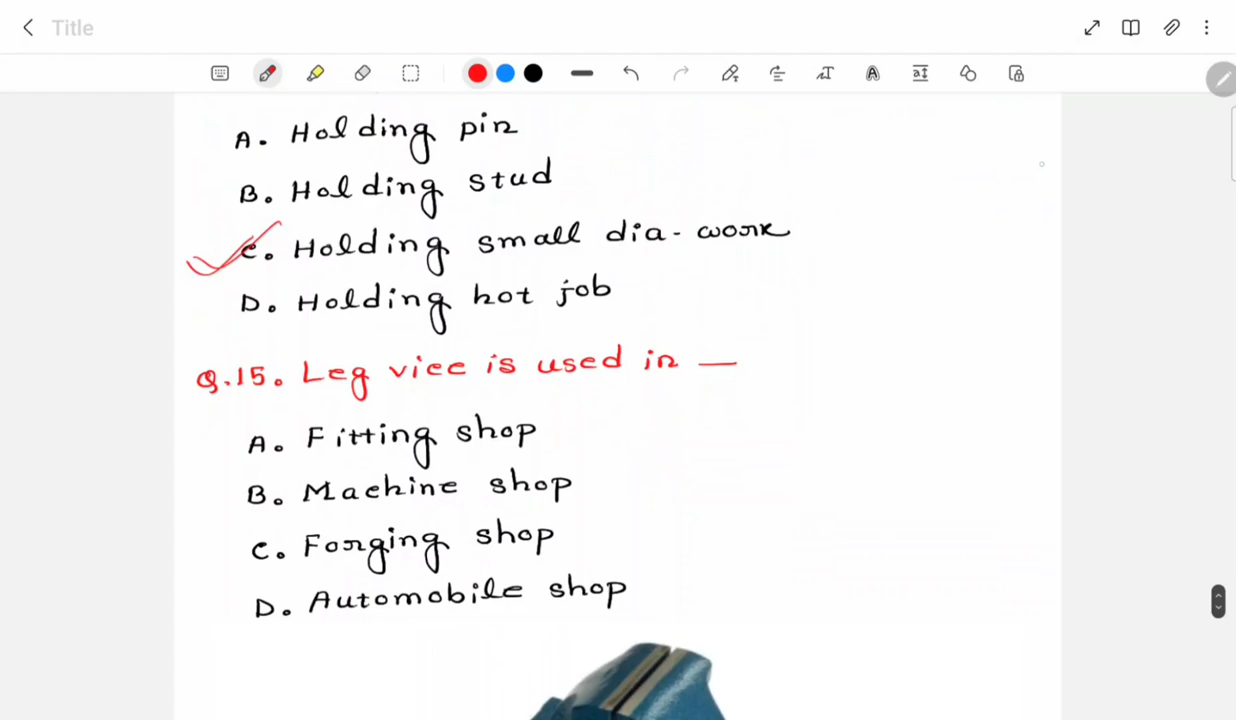 Title
A. Holding pin
B. Holding stud
C. Holding small dia- work
D. Holding hot job
Q.15. Leg vice is used in —
A. Fitting shop
B. Machine shop
C. Forging shop
D. Automobile shop